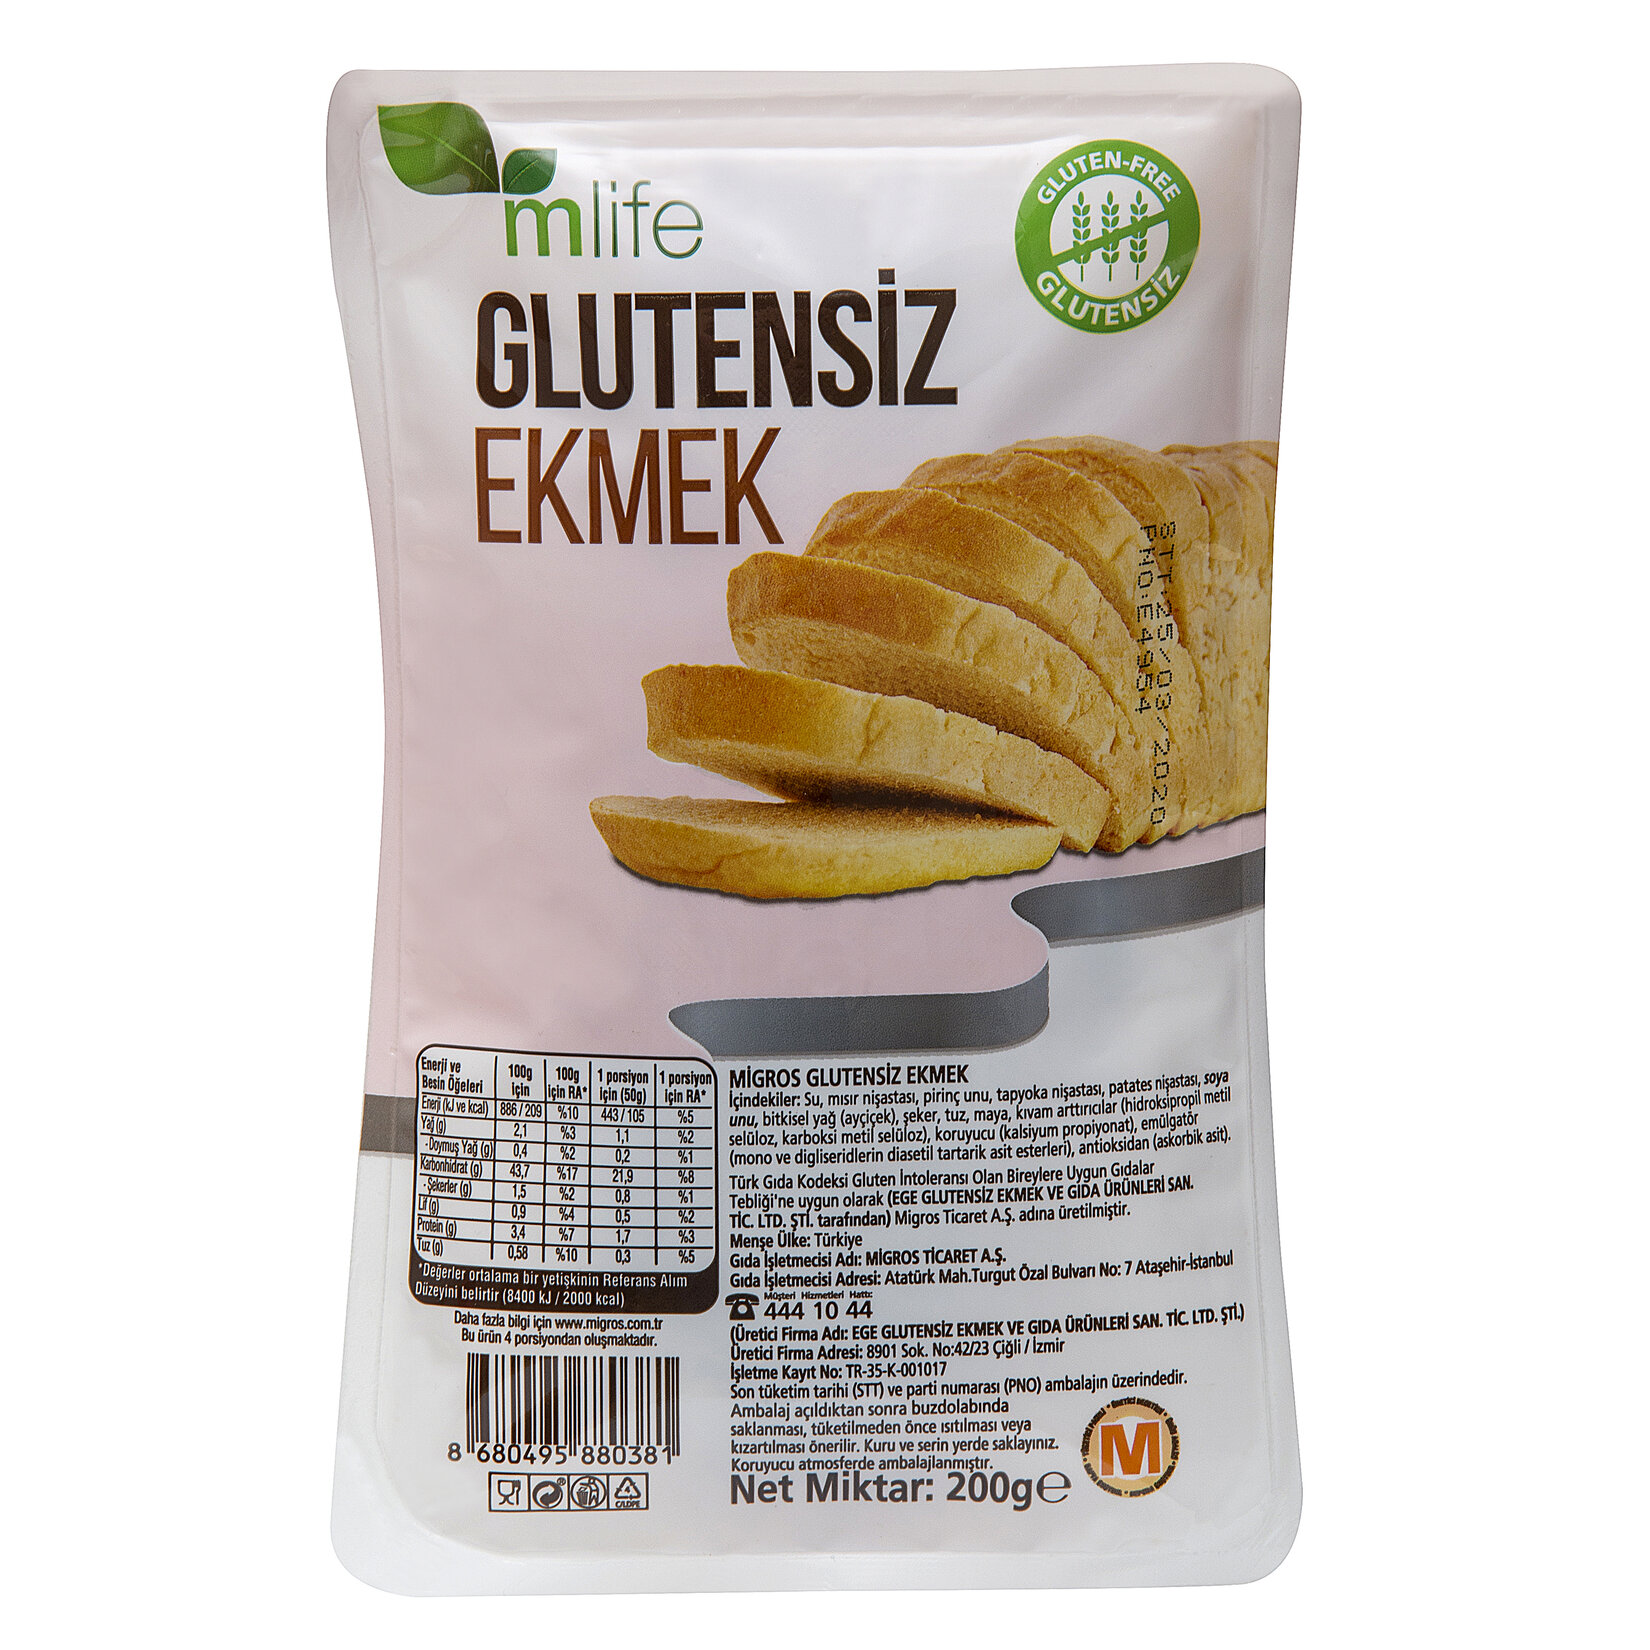 mlife
GLUTEN-FREE
GLUTENSİZ
GLUTENSİZ
EKMEK
STT:25/03/2020
PNO:E4954
Enerji ve Besin Öğeleri 100g için 100g için RA* 1 porsiyon için (50g) 1 porsiyon için RA*
Enerji (kJ ve kcal) 886 / 209 %10 443 / 105 %5
Yağ (g) 2,1 %3 1,1 %2
-Doymuş Yağ (g) 0,4 %2 0,2 %1
Karbonhidrat (g) 43,7 %17 21,9 %8
-Şekerler (g) 1,5 %2 0,8 %1
Lif (g) 0,9 %4 0,5 %2
Protein (g) 3,4 %7 1,7 %3
Tuz (g) 0,58 %10 0,3 %5
*Değerler ortalama bir yetişkinin Referans Alım
Düzeyini belirtir (8400 kJ / 2000 kcal)
Daha fazla bilgi için www.migros.com.tr
Bu ürün 4 porsiyondan oluşmaktadır.
8 680495 880381
C/LDPE
MİGROS GLUTENSİZ EKMEK
İçindekiler: Su, mısır nişastası, pirinç unu, tapyoka nişastası, patates nişastası, soya
unu, bitkisel yağ (ayçiçek), şeker, tuz, maya, kıvam arttırıcılar (hidroksipropil metil
selüloz, karboksi metil selüloz), koruyucu (kalsiyum propiyonat), emülgatör
(mono ve digliseridlerin diasetil tartarik asit esterleri), antioksidan (askorbik asit).
Türk Gıda Kodeksi Gluten İntoleransı Olan Bireylere Uygun Gıdalar
Tebliği'ne uygun olarak (EGE GLUTENSİZ EKMEK VE GIDA ÜRÜNLERİ SAN.
TİC. LTD. ŞTİ. tarafından) Migros Ticaret A.Ş. adına üretilmiştir.
Menşe Ülke: Türkiye
Gıda İşletmecisi Adı: MİGROS TİCARET A.Ş.
Gıda İşletmecisi Adresi: Atatürk Mah.Turgut Özal Bulvarı No: 7 Ataşehir-İstanbul
Müşteri Hizmetleri Hattı:
444 10 44
(Üretici Firma Adı: EGE GLUTENSİZ EKMEK VE GIDA ÜRÜNLERİ SAN. TİC. LTD. ŞTİ.)
Üretici Firma Adresi: 8901 Sok. No:42/23 Çiğli / İzmir
İşletme Kayıt No: TR-35-K-001017
Son tüketim tarihi (STT) ve parti numarası (PNO) ambalajın üzerindedir.
Ambalaj açıldıktan sonra buzdolabında
saklanması, tüketilmeden önce ısıtılması veya
kızartılması önerilir. Kuru ve serin yerde saklayınız.
Koruyucu atmosferde ambalajlanmıştır.
Net Miktar: 200g℮
M